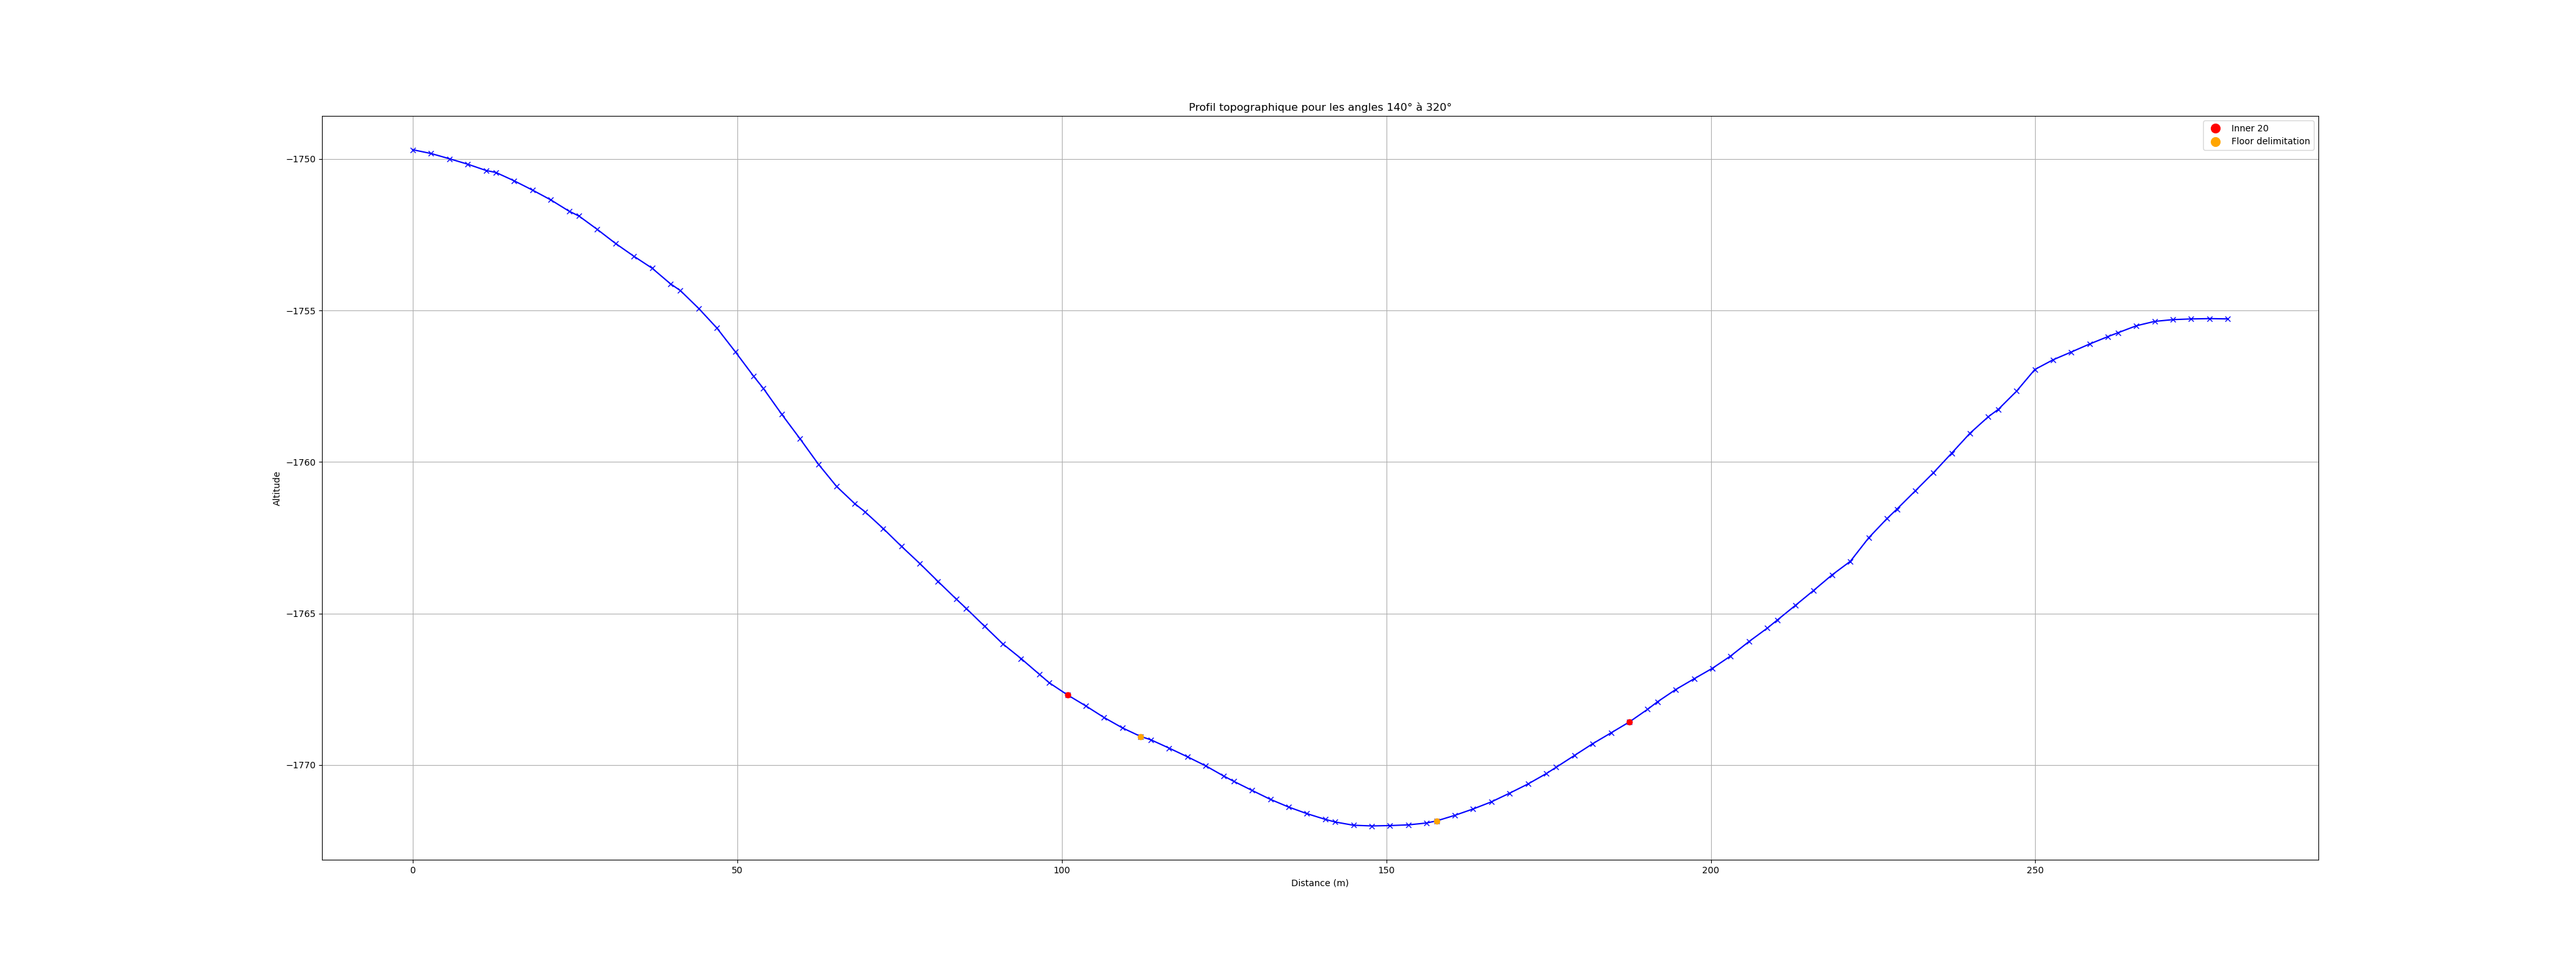 Profil topographique pour les angles 140° à 320°
Inner 20
Floor delimitation
−1750
−1755
−1760
−1765
−1770
Altitude
0 50 100 150 200 250
Distance (m)